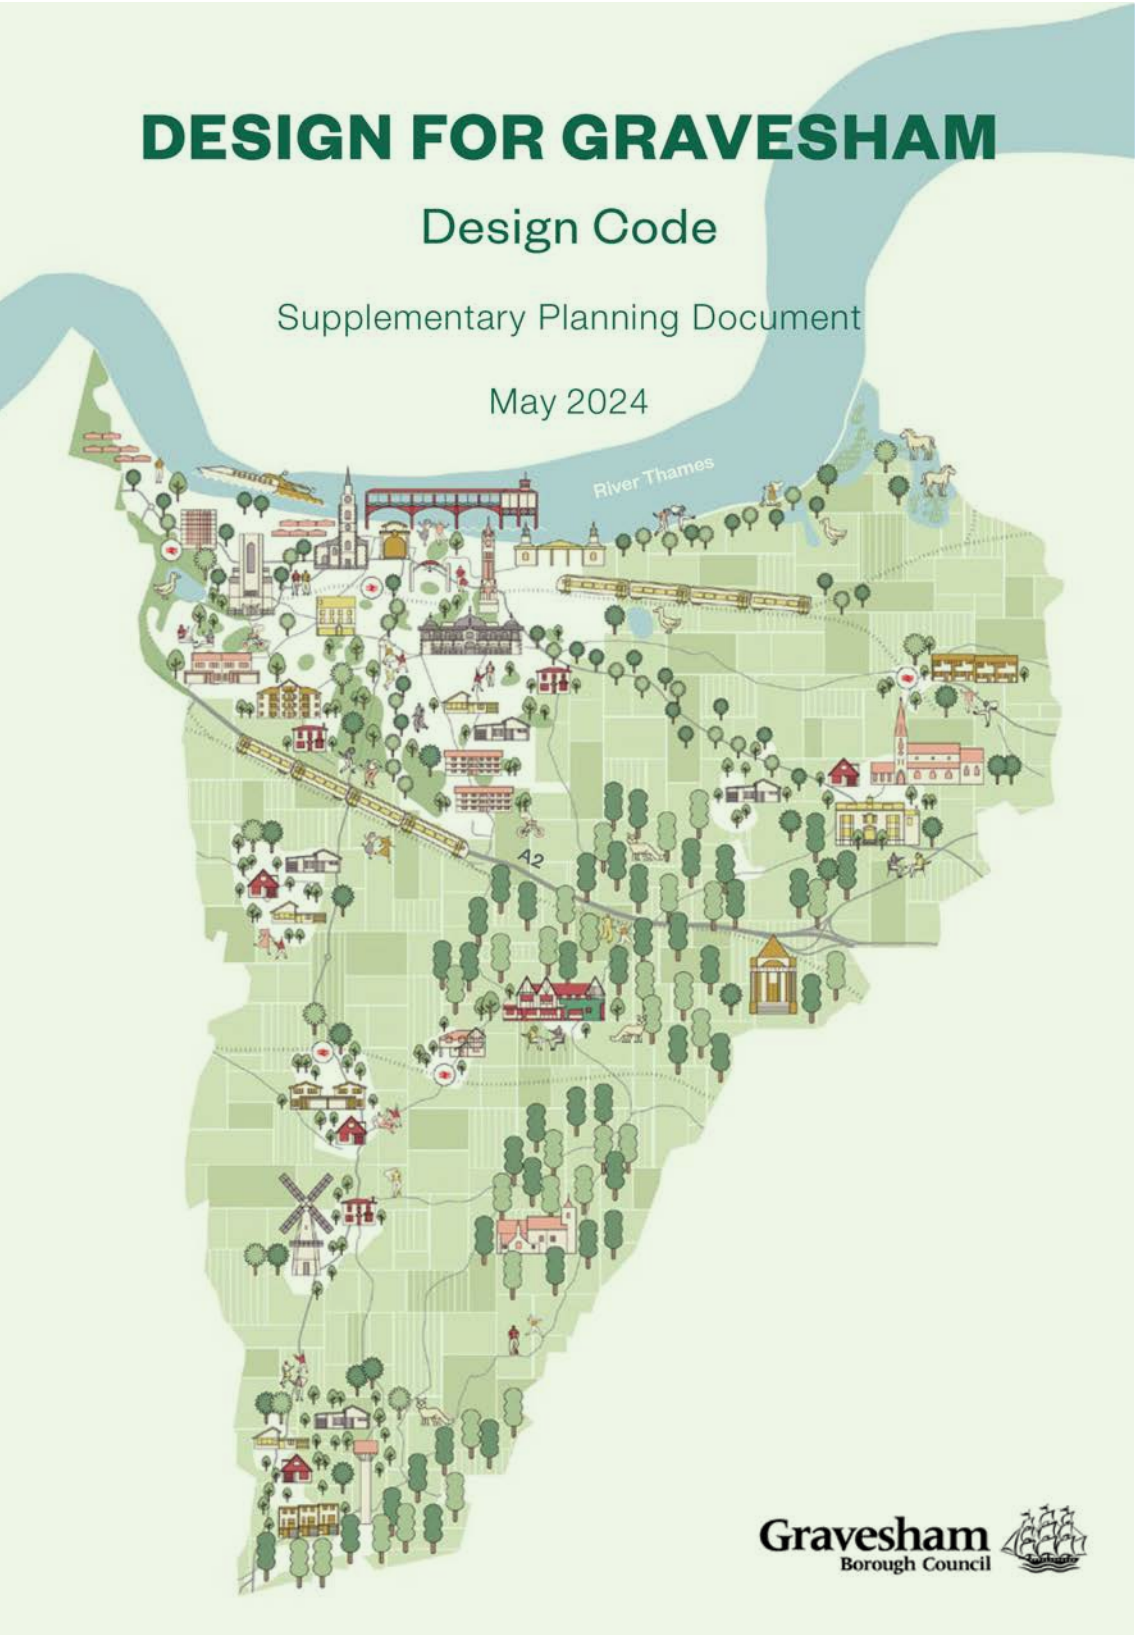 DESIGN FOR GRAVESHAM
Design Code
Supplementary Planning Document
May 2024
River Thames
A2
Gravesham
Borough Council